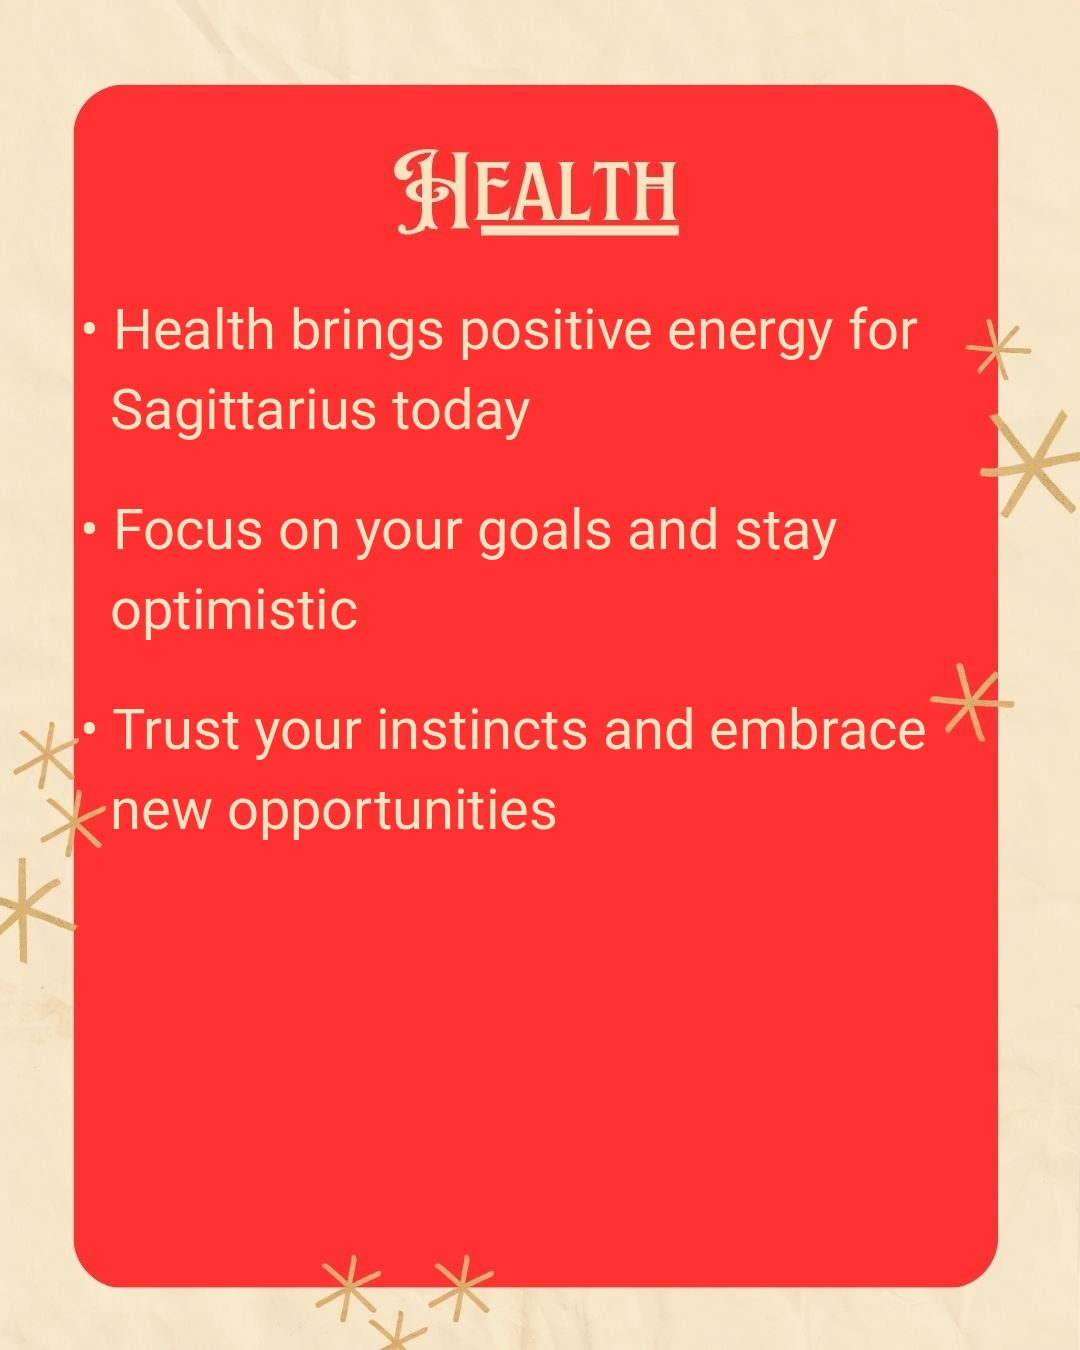 Health
• Health brings positive energy for
Sagittarius today
• Focus on your goals and stay
optimistic
• Trust your instincts and embrace
new opportunities